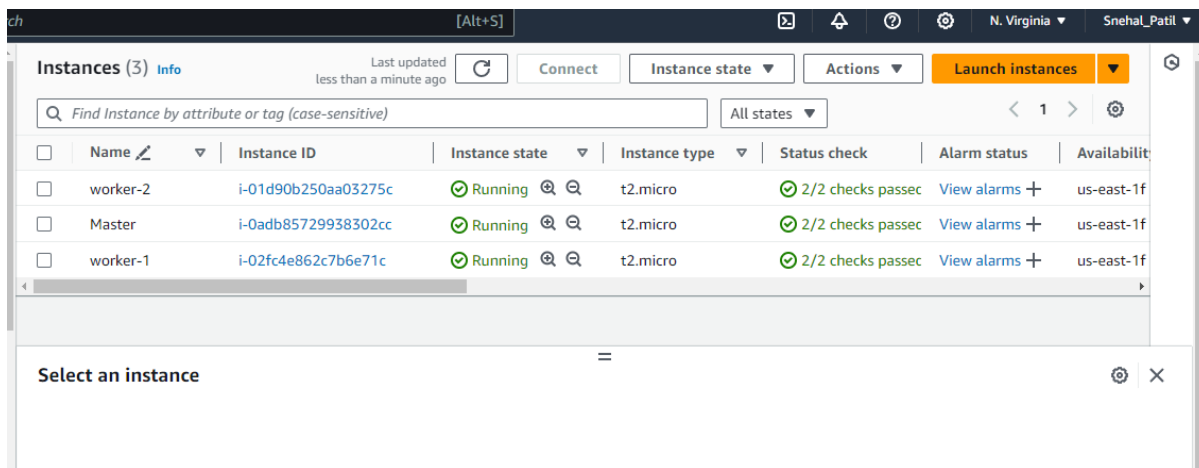 ch [Alt+S] N. Virginia ▼ Snehal_Patil ▼
Instances (3) Info Last updated less than a minute ago Connect Instance state ▼ Actions ▼ Launch instances ▼
Find Instance by attribute or tag (case-sensitive) All states ▼ 1
Name Instance ID Instance state Instance type Status check Alarm status Availability
worker-2 i-01d90b250aa03275c Running t2.micro 2/2 checks passec View alarms + us-east-1f
Master i-0adb85729938302cc Running t2.micro 2/2 checks passec View alarms + us-east-1f
worker-1 i-02fc4e862c7b6e71c Running t2.micro 2/2 checks passec View alarms + us-east-1f
Select an instance